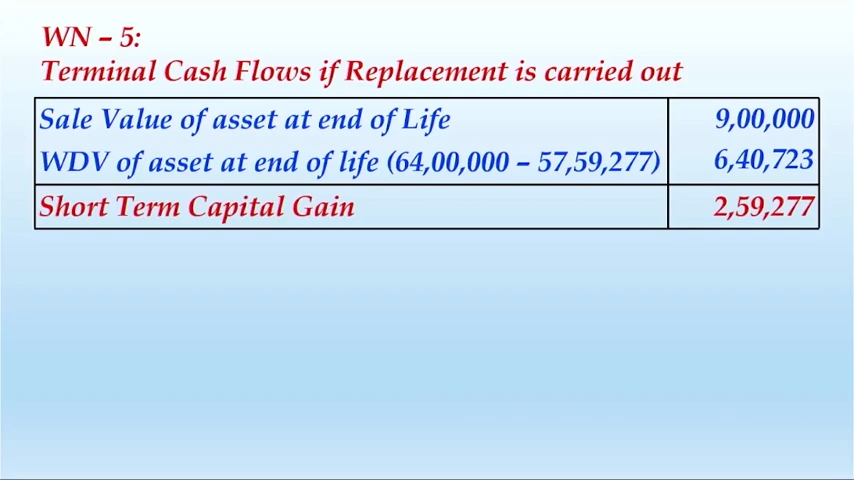 WN – 5:
Terminal Cash Flows if Replacement is carried out
Sale Value of asset at end of Life 9,00,000
WDV of asset at end of life (64,00,000 – 57,59,277) 6,40,723
Short Term Capital Gain 2,59,277